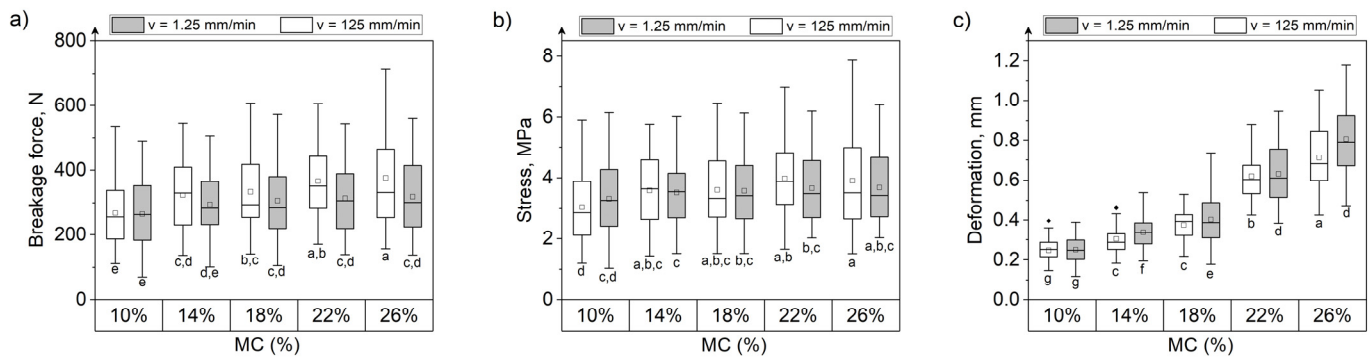 a)
v = 1.25 mm/min v = 125 mm/min
Breakage force, N
800
600
400
200
0
e e c,d d,e b,c c,d a,b c,d a c,d
10% 14% 18% 22% 26%
MC (%)
b)
v = 1.25 mm/min v = 125 mm/min
Stress, MPa
8
6
4
2
0
d c,d a,b,c c a,b,c b,c a,b b,c a a,b,c
10% 14% 18% 22% 26%
MC (%)
c)
v = 1.25 mm/min v = 125 mm/min
Deformation, mm
1.2
1.0
0.8
0.6
0.4
0.2
0.0
g g c f c e b d a d
10% 14% 18% 22% 26%
MC (%)